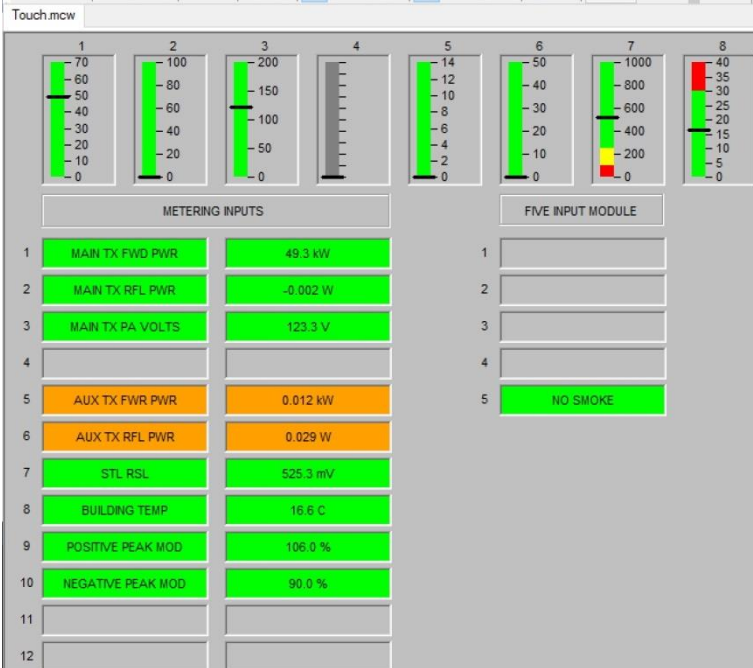 Touch.mcw
1 2 3 4 5 6 7 8
70 60 50 40 30 20 10 0
100 80 60 40 20 0
200 150 100 50 0
14 12 10 8 6 4 2 0
50 40 30 20 10 0
1000 800 600 400 200 0
40 35 30 25 20 15 10 5 0
METERING INPUTS FIVE INPUT MODULE
1 MAIN TX FWD PWR 49.3 kW 1
2 MAIN TX RFL PWR -0.002 W 2
3 MAIN TX PA VOLTS 123.3 V 3
4 4
5 AUX TX FWR PWR 0.012 kW 5 NO SMOKE
6 AUX TX RFL PWR 0.029 W
7 STL RSL 525.3 mV
8 BUILDING TEMP 16.6 C
9 POSITIVE PEAK MOD 106.0 %
10 NEGATIVE PEAK MOD 90.0 %
11
12